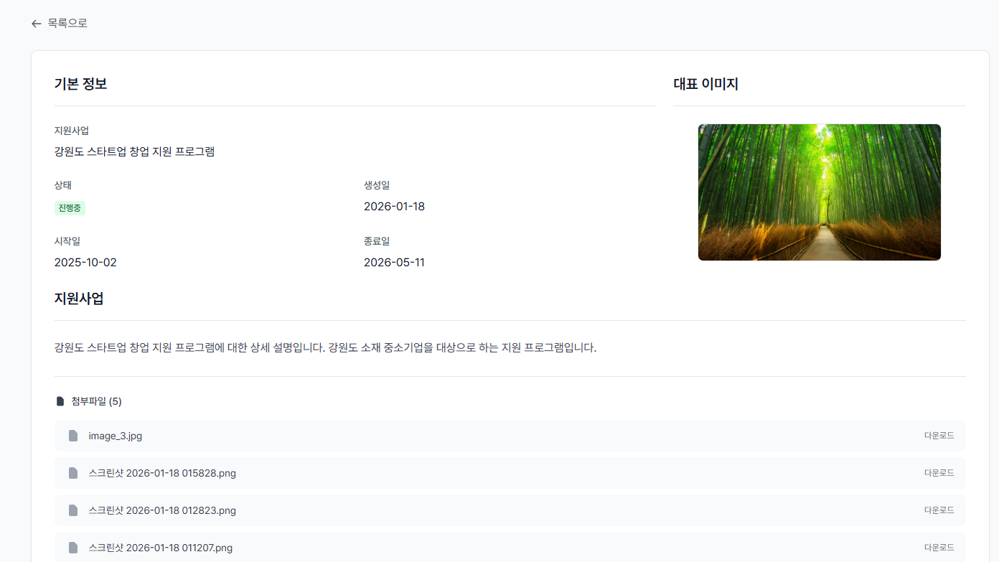 목록으로
기본 정보
지원사업
강원도 스타트업 창업 지원 프로그램
상태
생성일
진행중
2026-01-18
시작일
종료일
2025-10-02
2026-05-11
대표 이미지
지원사업
강원도 스타트업 창업 지원 프로그램에 대한 상세 설명입니다. 강원도 소재 중소기업을 대상으로 하는 지원 프로그램입니다.
첨부파일 (5)
image_3.jpg 다운로드
스크린샷 2026-01-18 015828.png 다운로드
스크린샷 2026-01-18 012823.png 다운로드
스크린샷 2026-01-18 011207.png 다운로드